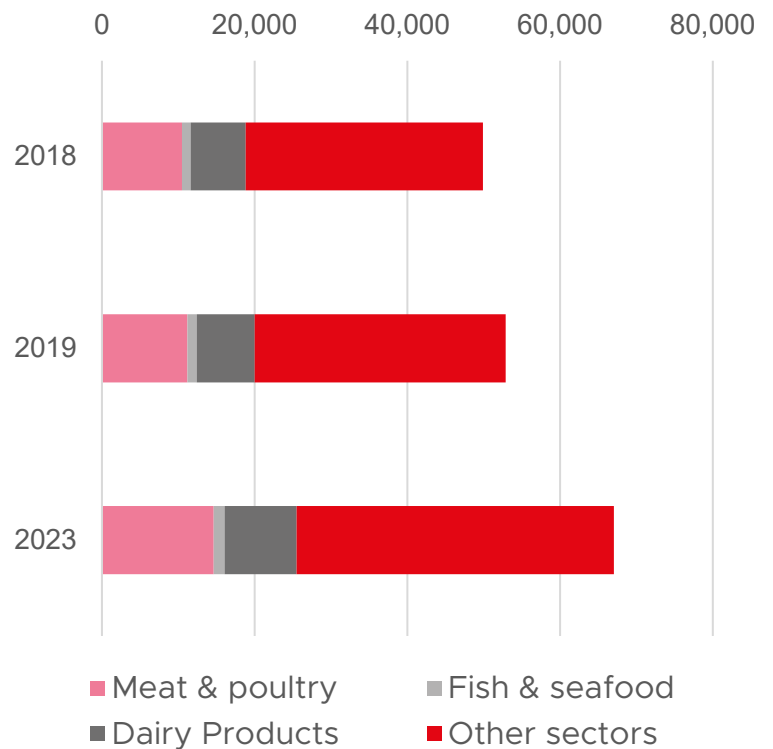 0 20,000 40,000 60,000 80,000
2018
2019
2023
Meat & poultry Fish & seafood
Dairy Products Other sectors